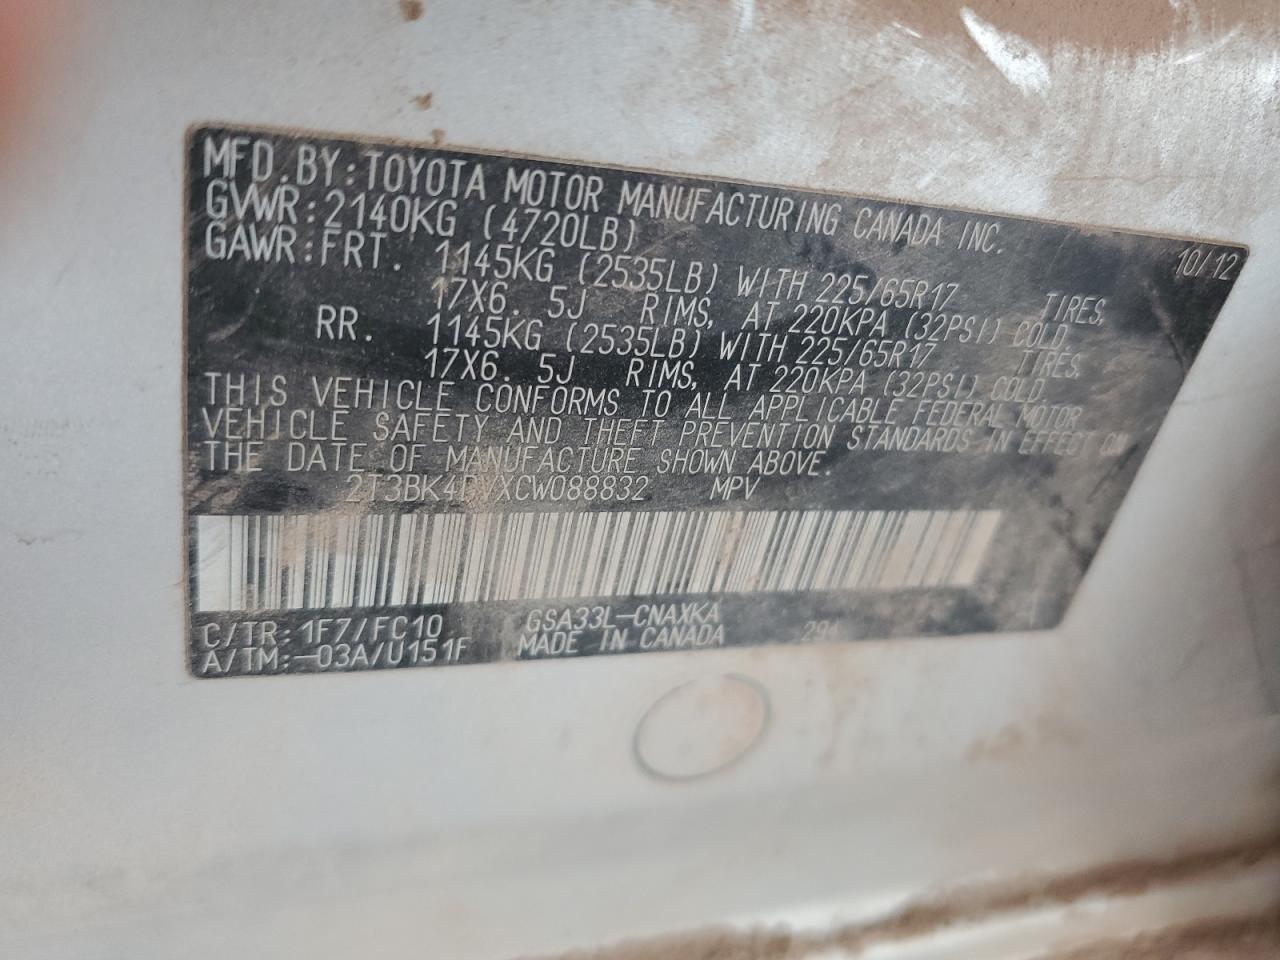 MFD.BY:TOYOTA MOTOR MANUFACTURING CANADA INC.
GVWR:2140KG (4720LB) 10/12
GAWR:FRT. 1145KG (2535LB) WITH 225/65R17 TIRES,
17X6. 5J RIMS, AT 220KPA (32PSI) COLD
RR. 1145KG (2535LB) WITH 225/65R17 TIRES,
17X6. 5J RIMS, AT 220KPA (32PSI) COLD.
THIS VEHICLE CONFORMS TO ALL APPLICABLE FEDERAL MOTOR
VEHICLE SAFETY AND THEFT PREVENTION STANDARDS IN EFFECT ON
THE DATE OF MANUFACTURE SHOWN ABOVE.
2T3BK4DVXCW088832 MPV
C/TR: 1F7/FC10 GSA33L-CNAXKA
A/TM:-03A/U151F MADE IN CANADA